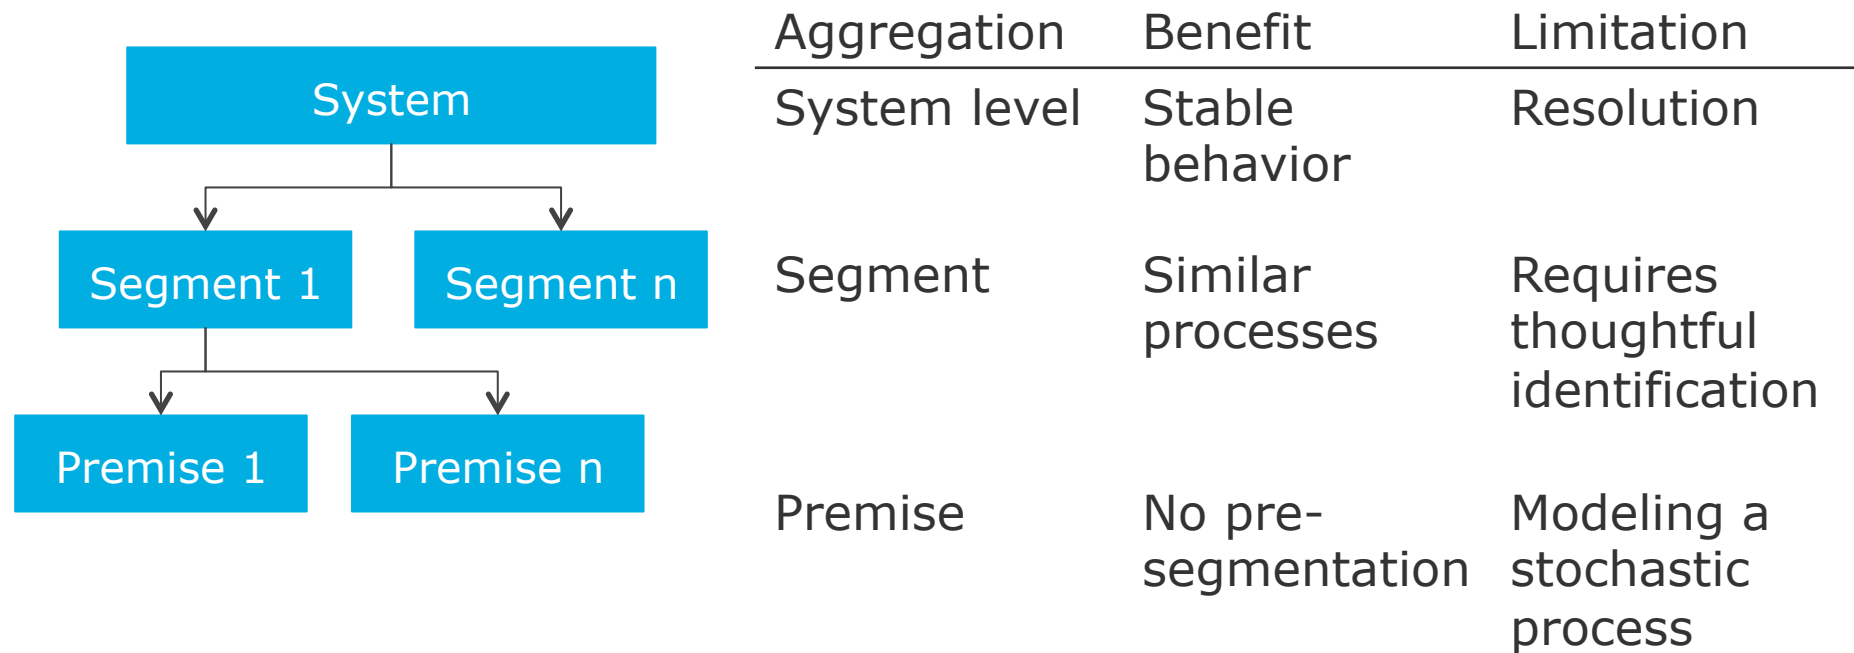 System
Segment 1
Segment n
Premise 1
Premise n
Aggregation Benefit Limitation
System level Stable Resolution
behavior
Segment Similar Requires
processes thoughtful
identification
Premise No pre- Modeling a
segmentation stochastic
process